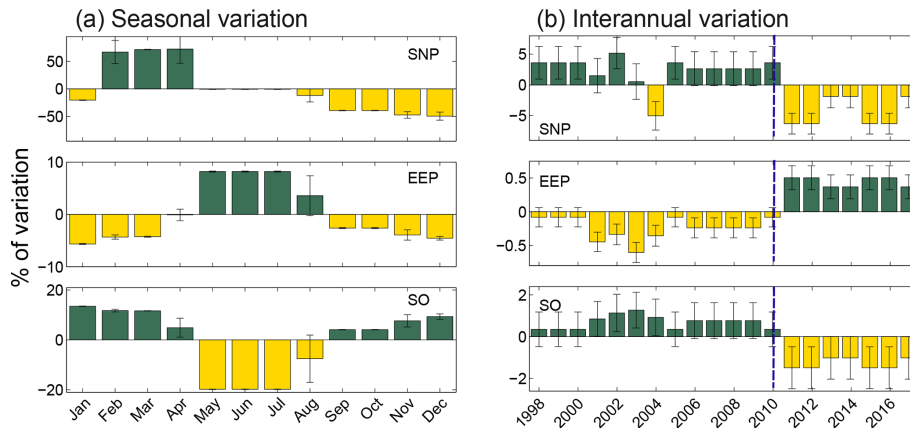 (a) Seasonal variation
(b) Interannual variation
% of variation
50
0
−50
SNP
10
0
−10
EEP
20
0
−20
SO
Jan Feb Mar Apr May Jun Jul Aug Sep Oct Nov Dec
5
0
−5
SNP
0.5
0
−0.5
EEP
2
0
−2
SO
1998 2000 2002 2004 2006 2008 2010 2012 2014 2016